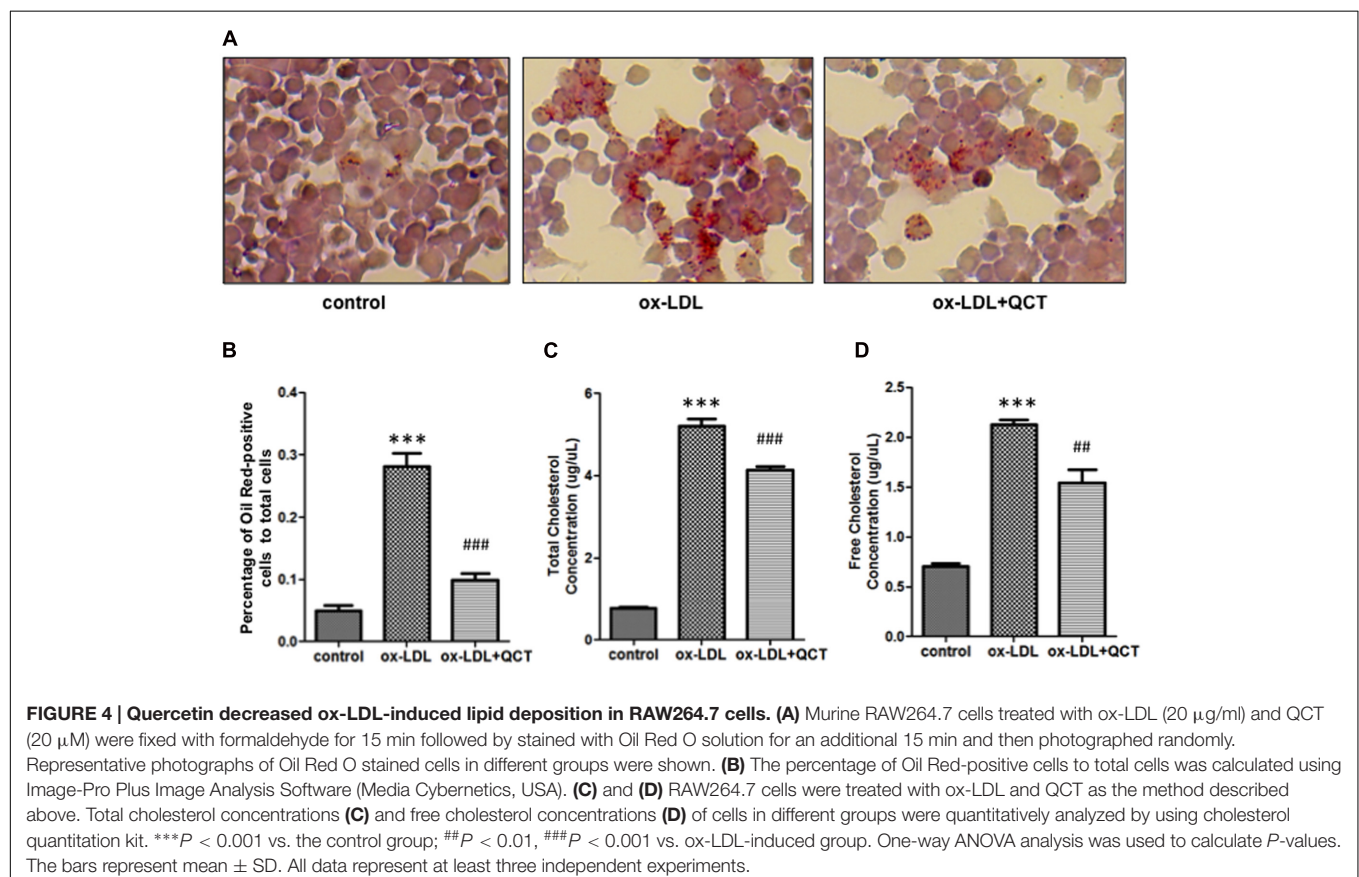 A
control
ox-LDL
ox-LDL+QCT
B
Percentage of Oil Red-positive
cells to total cells
0.4
0.3
0.2
0.1
0.0
***
###
control
ox-LDL
ox-LDL+QCT
C
Total Cholesterol
Concentration (ug/uL)
6
4
2
0
***
###
control
ox-LDL
ox-LDL+QCT
D
Free Cholesterol
Concentration (ug/uL)
2.5
2.0
1.5
1.0
0.5
0.0
***
##
control
ox-LDL
ox-LDL+QCT
FIGURE 4 | Quercetin decreased ox-LDL-induced lipid deposition in RAW264.7 cells. (A) Murine RAW264.7 cells treated with ox-LDL (20 μg/ml) and QCT
(20 μM) were fixed with formaldehyde for 15 min followed by stained with Oil Red O solution for an additional 15 min and then photographed randomly.
Representative photographs of Oil Red O stained cells in different groups were shown. (B) The percentage of Oil Red-positive cells to total cells was calculated using
Image-Pro Plus Image Analysis Software (Media Cybernetics, USA). (C) and (D) RAW264.7 cells were treated with ox-LDL and QCT as the method described
above. Total cholesterol concentrations (C) and free cholesterol concentrations (D) of cells in different groups were quantitatively analyzed by using cholesterol
quantitation kit. ***P < 0.001 vs. the control group; ##P < 0.01, ###P < 0.001 vs. ox-LDL-induced group. One-way ANOVA analysis was used to calculate P-values.
The bars represent mean ± SD. All data represent at least three independent experiments.